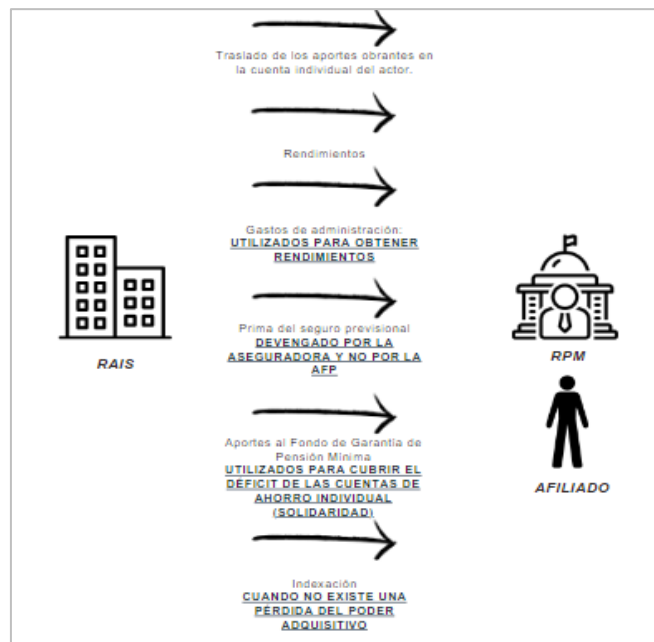 Traslado de los aportes obrantes en
la cuenta individual del actor.
Rendimientos
Gastos de administración:
UTILIZADOS PARA OBTENER
RENDIMIENTOS
RAIS
Prima del seguro previsional
DEVENGADO POR LA
ASEGURADORA Y NO POR LA
AFP
RPM
Aportes al Fondo de Garantía de
Pensión Mínima
UTILIZADOS PARA CUBRIR EL
DÉFICIT DE LAS CUENTAS DE
AHORRO INDIVIDUAL
(SOLIDARIDAD)
AFILIADO
Indexación
CUANDO NO EXISTE UNA
PÉRDIDA DEL PODER
ADQUISITIVO